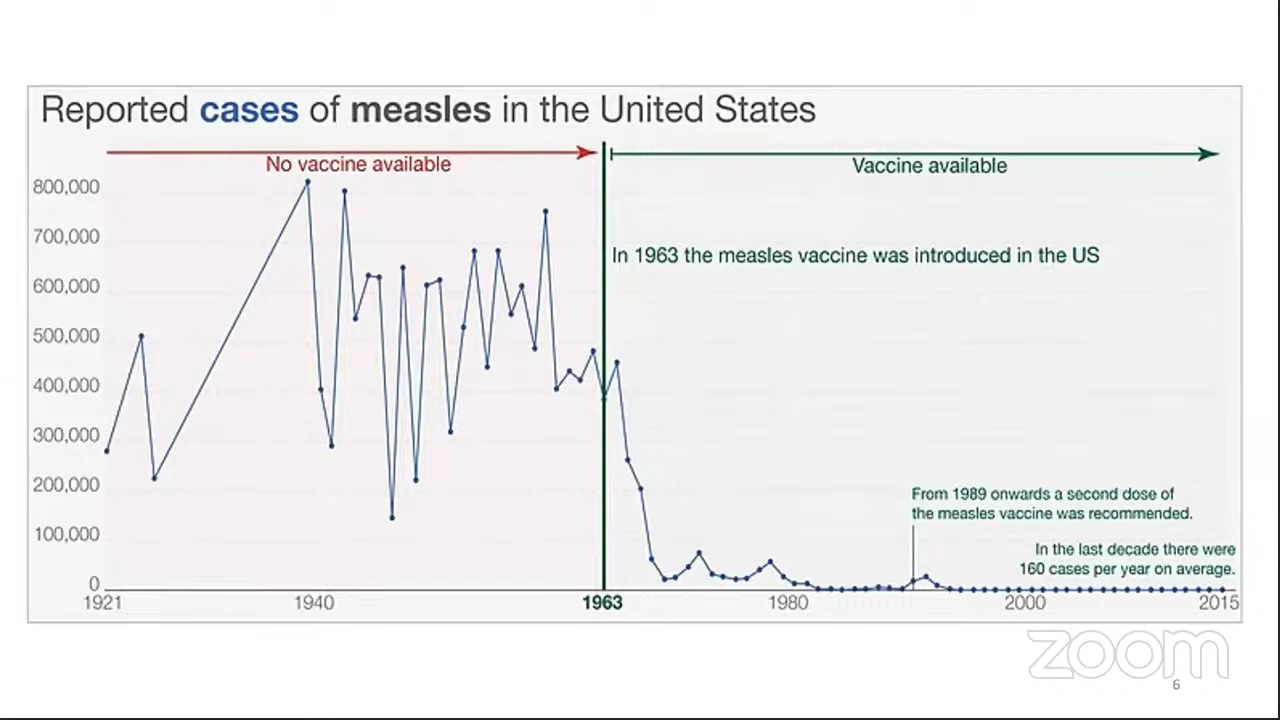 Reported cases of measles in the United States
No vaccine available
Vaccine available
800,000
700,000
In 1963 the measles vaccine was introduced in the US
600,000
500,000
400,000
300,000
200,000
From 1989 onwards a second dose of
the measles vaccine was recommended.
100,000
In the last decade there were
160 cases per year on average.
0
1921
1940
1963
1980
2000
2015
zoom
6